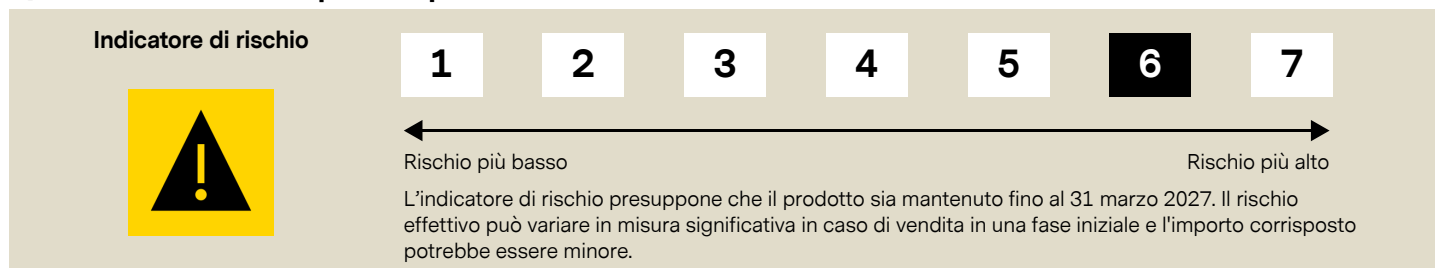 Indicatore di rischio
1 2 3 4 5 6 7
Rischio più basso
Rischio più alto
L'indicatore di rischio presuppone che il prodotto sia mantenuto fino al 31 marzo 2027. Il rischio
effettivo può variare in misura significativa in caso di vendita in una fase iniziale e l'importo corrisposto
potrebbe essere minore.